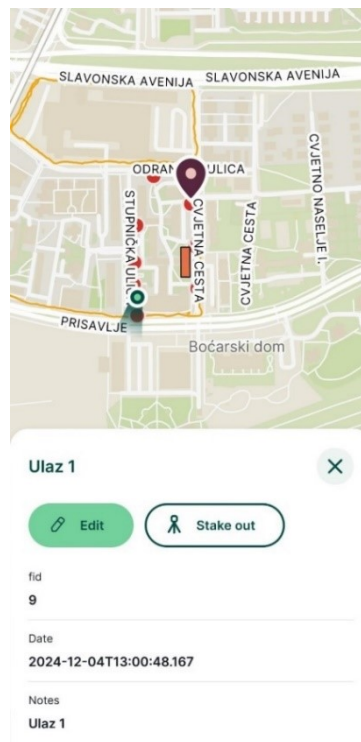 SLAVONSKA AVENIJA SLAVONSKA AVENIJA
ODRAN ULICA
CVJETNO NASELJE I.
STUPNIČKA ULIC
CVJETNA CESTA
CVJETNA CESTA
PRISAVLJE
Boćarski dom
Ulaz 1
Edit
Stake out
fid
9
Date
2024-12-04T13:00:48.167
Notes
Ulaz 1